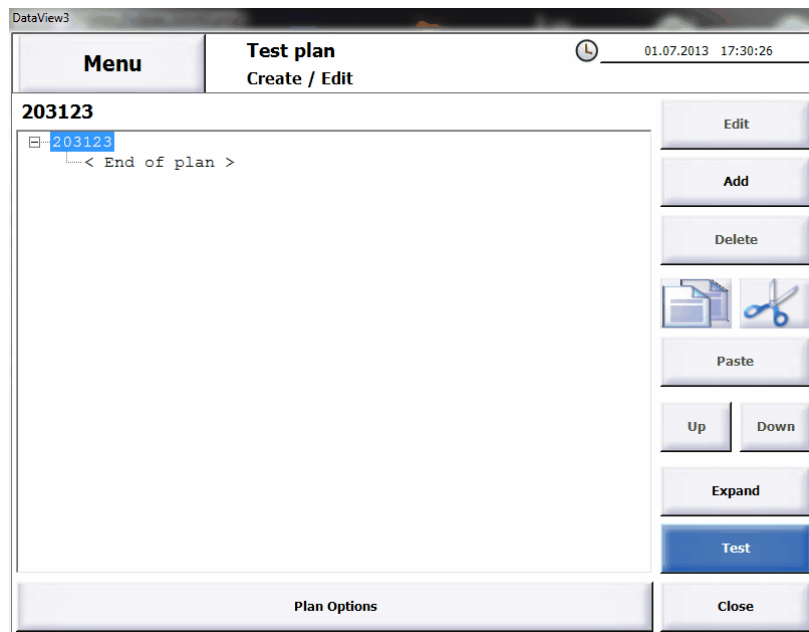 DataView3
Menu
Test plan
Create / Edit
01.07.2013 17:30:26
203123
203123
< End of plan >
Edit
Add
Delete
Paste
Up
Down
Expand
Test
Plan Options
Close